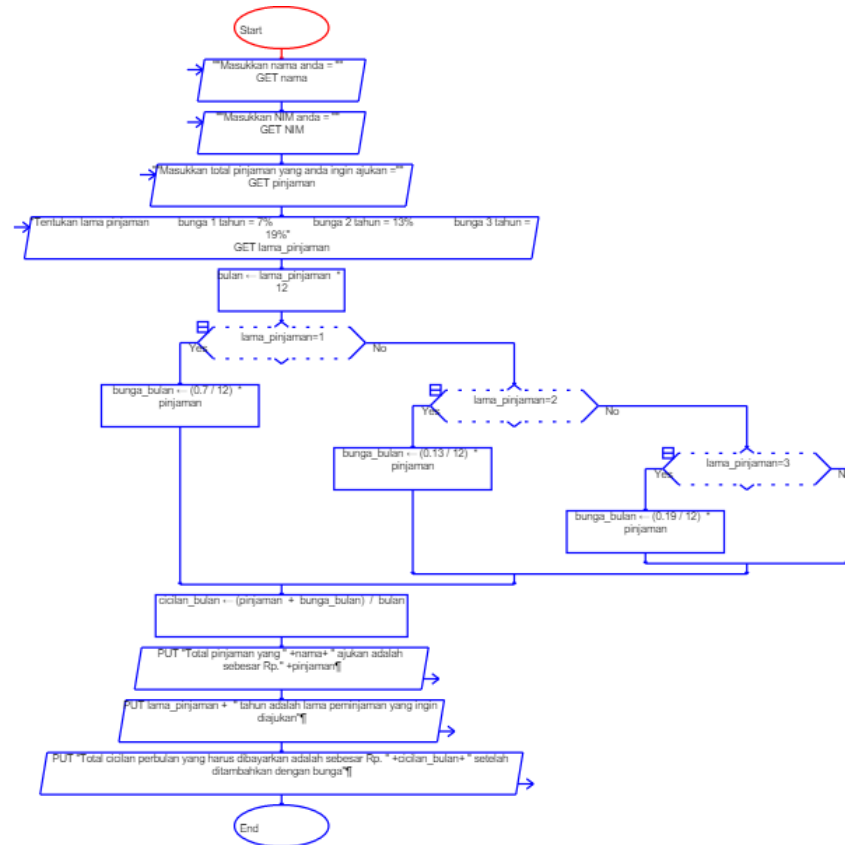 Start
""Masukkan nama anda = ""
GET nama
""Masukkan NIM anda = ""
GET NIM
""Masukkan total pinjaman yang anda ingin ajukan =""
GET pinjaman
"Tentukan lama pinjaman bunga 1 tahun = 7% bunga 2 tahun = 13% bunga 3 tahun =
19%"
GET lama_pinjaman
bulan ← lama_pinjaman *
12
lama_pinjaman=1
Yes
No
bunga_bulan ← (0.7 / 12) *
pinjaman
lama_pinjaman=2
Yes
No
bunga_bulan ← (0.13 / 12) *
pinjaman
lama_pinjaman=3
Yes
N
bunga_bulan ← (0.19 / 12) *
pinjaman
cicilan_bulan ← (pinjaman + bunga_bulan) / bulan
PUT "Total pinjaman yang " +nama+ " ajukan adalah
sebesar Rp." +pinjaman¶
PUT lama_pinjaman + " tahun adalah lama peminjaman yang ingin
diajukan"¶
PUT "Total cicilan perbulan yang harus dibayarkan adalah sebesar Rp. " +cicilan_bulan+ " setelah
ditambahkan dengan bunga"¶
End